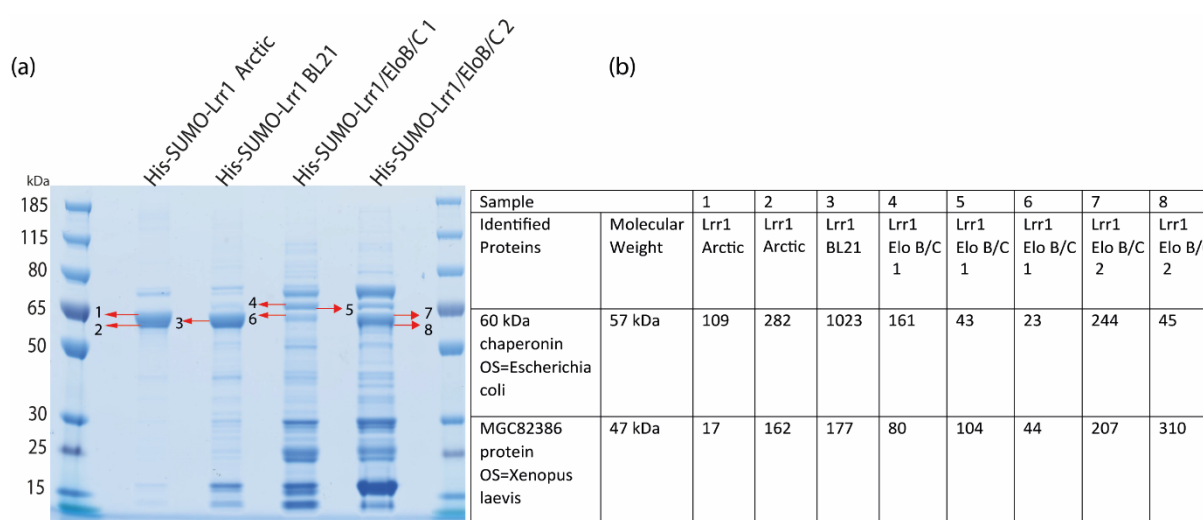 (a)
(b)
His-SUMO-Lrr1 Arctic
His-SUMO-Lrr1 BL21
His-SUMO-Lrr1/EloB/C 1
His-SUMO-Lrr1/EloB/C 2
kDa
185
115
80
65
50
30
25
15
1
2
3
4
6
5
7
8
Sample 1 2 3 4 5 6 7 8
Identified Molecular Lrr1 Lrr1 Lrr1 Lrr1 Lrr1 Lrr1 Lrr1 Lrr1
Proteins Weight Arctic Arctic BL21 Elo B/C Elo B/C Elo B/C Elo B/C Elo B/
1 1 1 2 2
60 kDa 57 kDa 109 282 1023 161 43 23 244 45
chaperonin
OS=Escherichia
coli
MGC82386 47 kDa 17 162 177 80 104 44 207 310
protein
OS=Xenopus
laevis